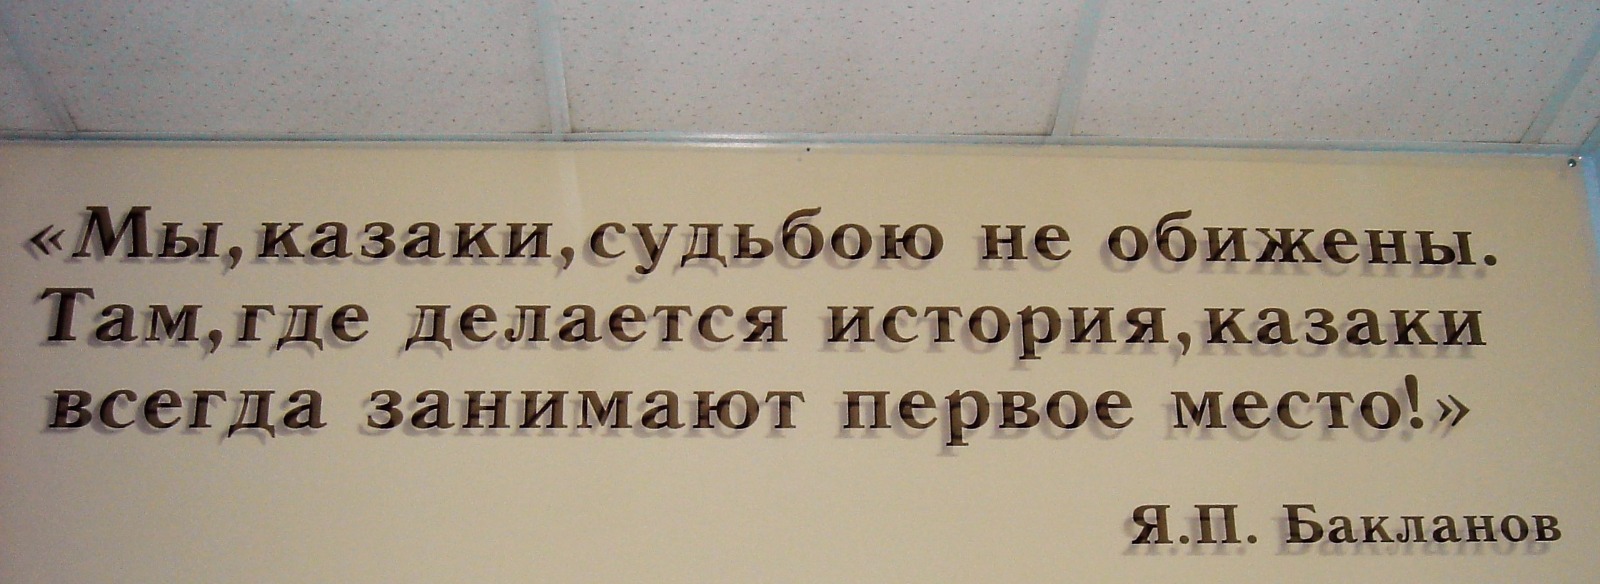 «Мы,казаки,судьбою не обижены.
Там,где делается история,казаки
всегда занимают первое место!»
Я.П. Бакланов